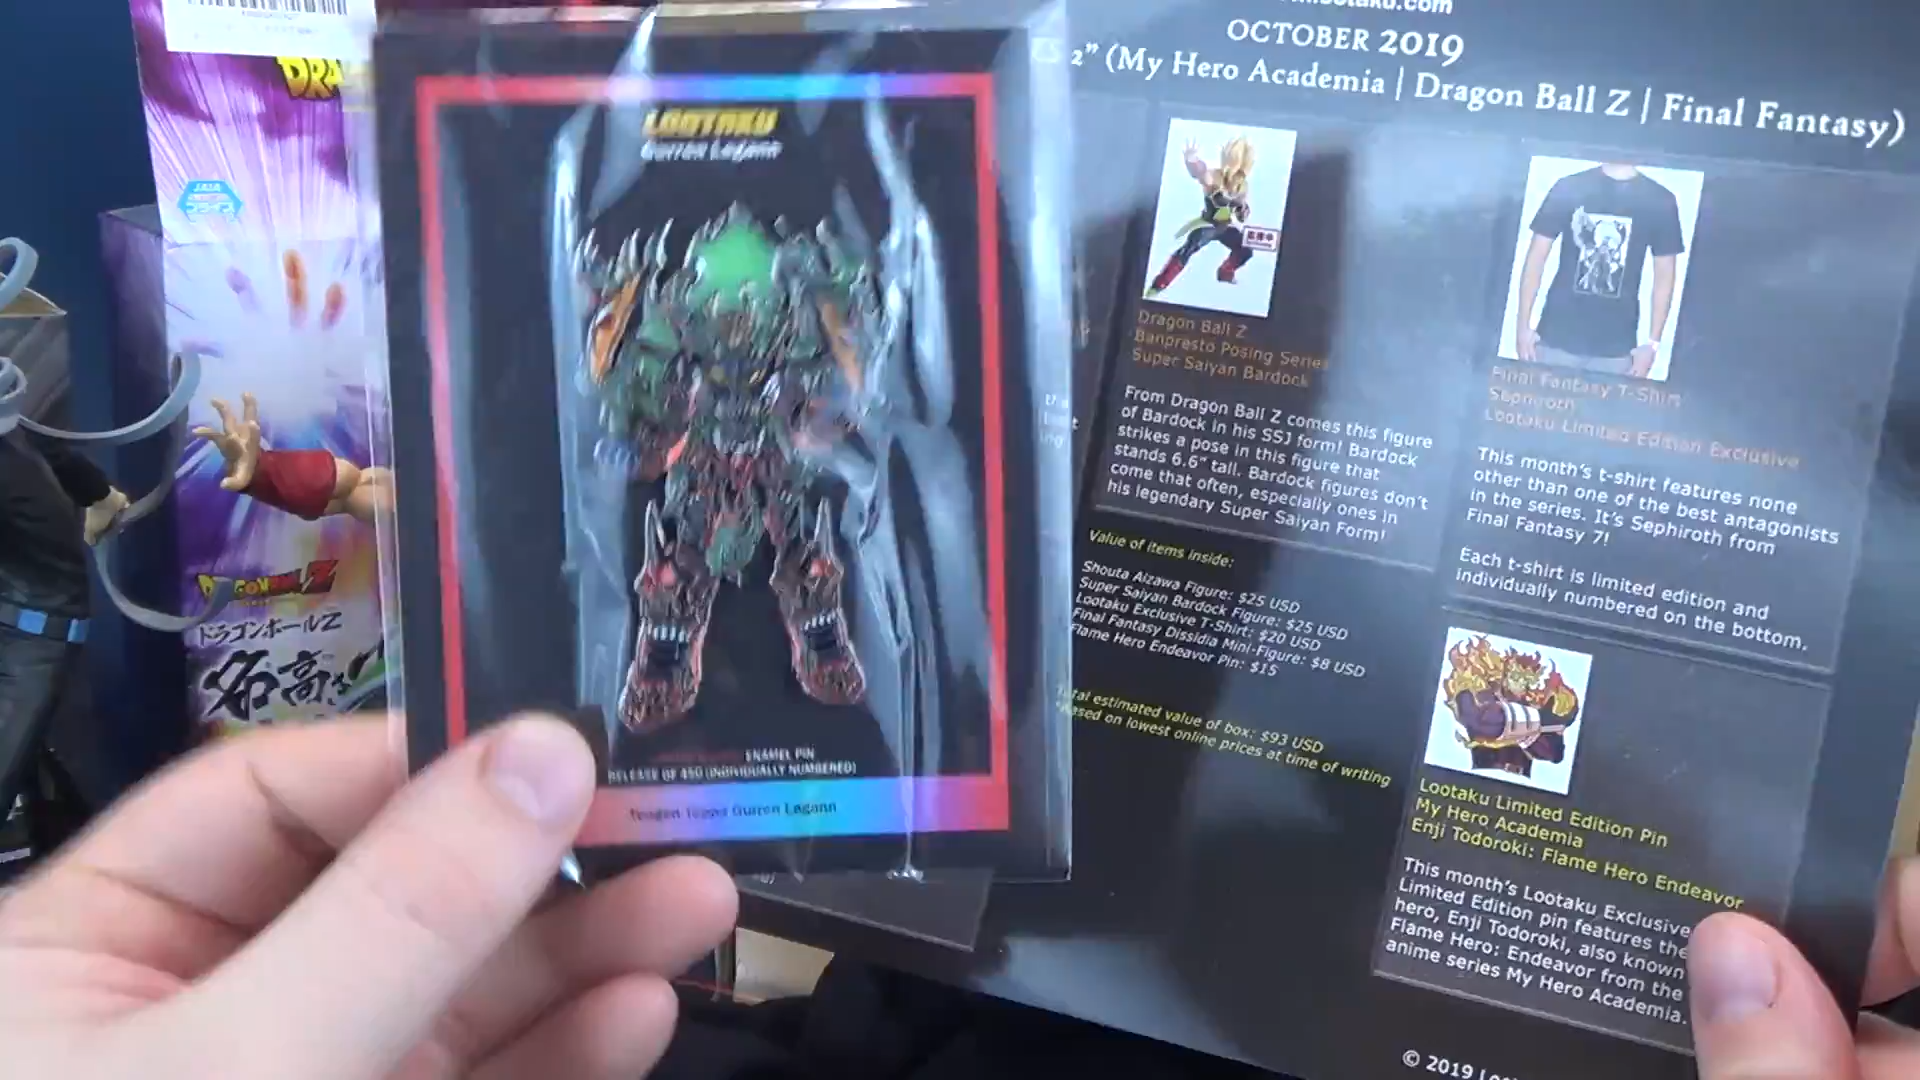 DRA
JAIA
プライズ
DRAGONBALL Z
ドラゴンボールZ
LOOTAKU
Gurren Lagann
ENAMEL PIN
RELEASE OF 450 (INDIVIDUALLY NUMBERED)
Tengen Toppa Gurren Lagann
OCTOBER 2019
2" (My Hero Academia | Dragon Ball Z | Final Fantasy)
Dragon Ball Z
Banpresto Posing Series
Super Saiyan Bardock
From Dragon Ball Z comes this figure
of Bardock in his SSJ form! Bardock
strikes a pose in this figure that
stands 6.6" tall. Bardock figures don't
come that often, especially ones in
his legendary Super Saiyan Form!
Value of items inside:
Shouta Aizawa Figure: $25 USD
Super Saiyan Bardock Figure: $25 USD
Lootaku Exclusive T-Shirt: $20 USD
Final Fantasy Dissidia Mini-Figure: $8 USD
Flame Hero Endeavor Pin: $15
Total estimated value of box: $93 USD
*Based on lowest online prices at time of writing
Final Fantasy T-Shirt
Sephiroth
Lootaku Limited Edition Exclusive
This month's t-shirt features none
other than one of the best antagonists
in the series. It's Sephiroth from
Final Fantasy 7!
Each t-shirt is limited edition and
individually numbered on the bottom.
Lootaku Limited Edition Pin
My Hero Academia
Enji Todoroki: Flame Hero Endeavor
This month's Lootaku Exclusive
Limited Edition pin features the
hero, Enji Todoroki, also known
Flame Hero: Endeavor from the
anime series My Hero Academia.
© 2019